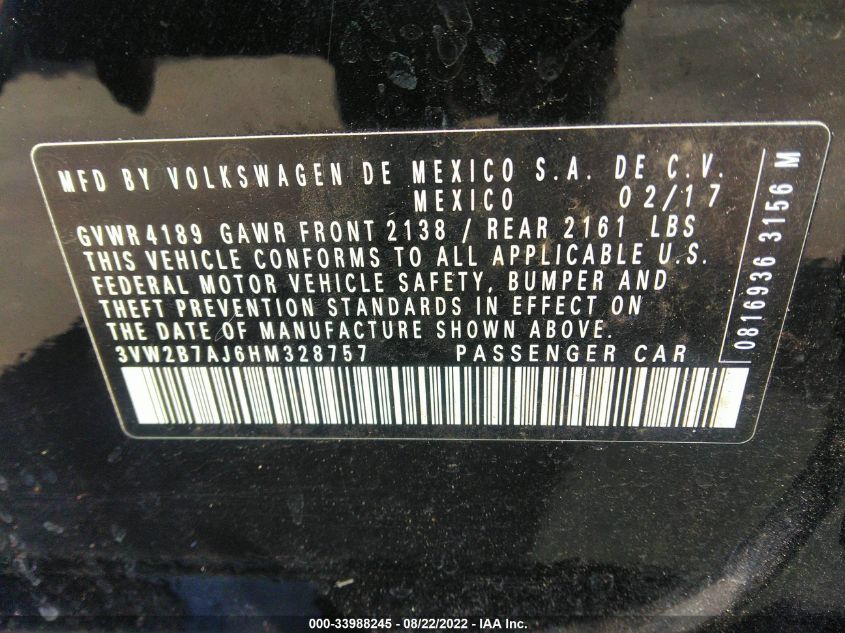 MFD BY VOLKSWAGEN DE MEXICO S.A. DE C.V.
MEXICO 02/17
GVWR4189 GAWR FRONT 2138 / REAR 2161 LBS
THIS VEHICLE CONFORMS TO ALL APPLICABLE U.S.
FEDERAL MOTOR VEHICLE SAFETY, BUMPER AND
THEFT PREVENTION STANDARDS IN EFFECT ON
THE DATE OF MANUFACTURE SHOWN ABOVE.
3VW2B7AJ6HM328757 PASSENGER CAR
0816936 3156 M
000-33988245 - 08/22/2022 - IAA Inc.